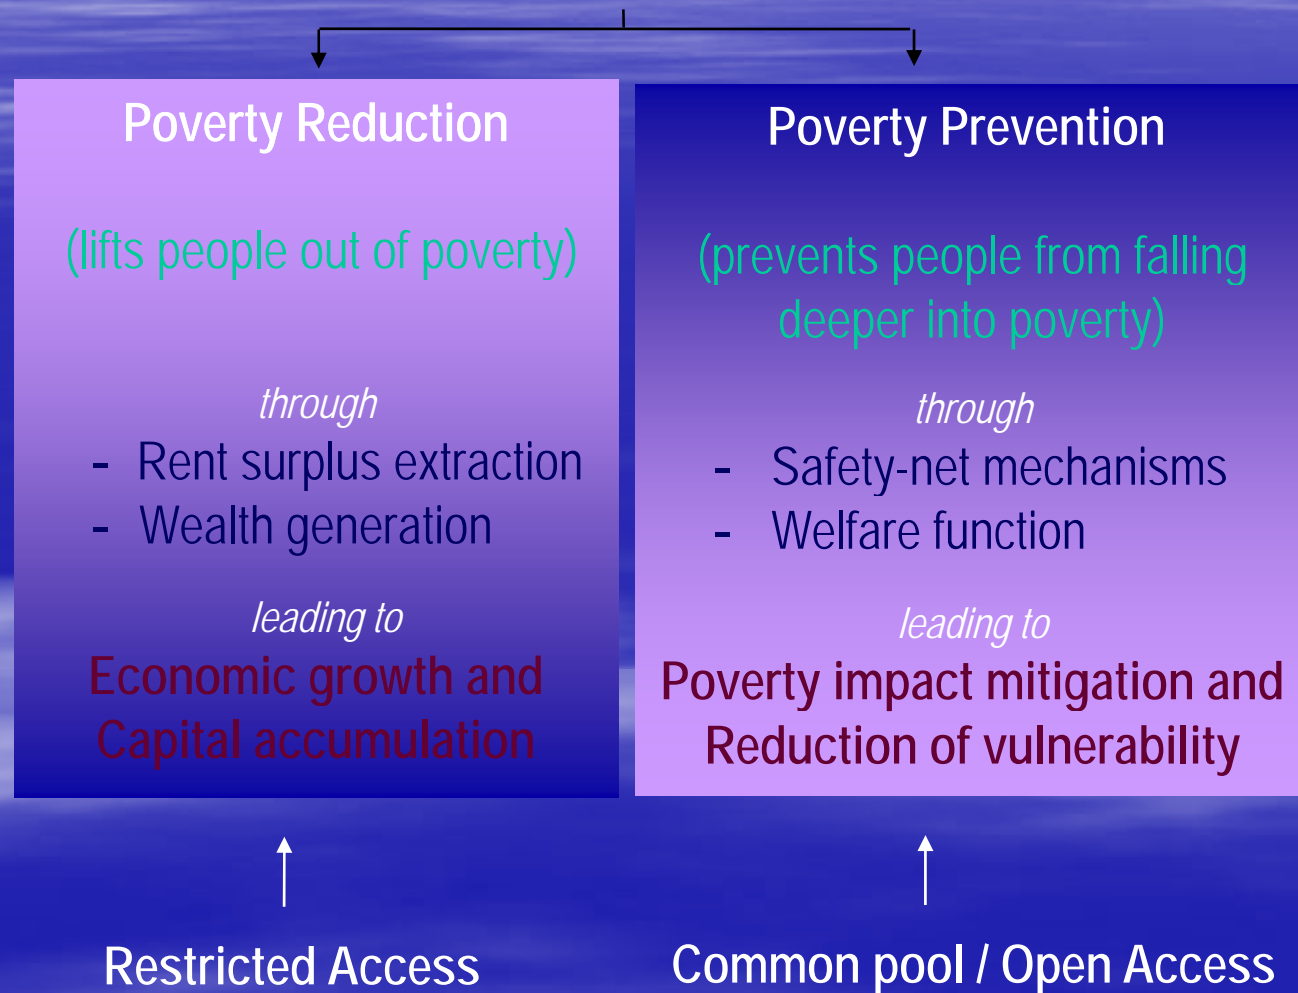 Poverty Reduction
(lifts people out of poverty)
through
- Rent surplus extraction
- Wealth generation
leading to
Economic growth and
Capital accumulation
Restricted Access
Poverty Prevention
(prevents people from falling
deeper into poverty)
through
- Safety-net mechanisms
- Welfare function
leading to
Poverty impact mitigation and
Reduction of vulnerability
Common pool / Open Access